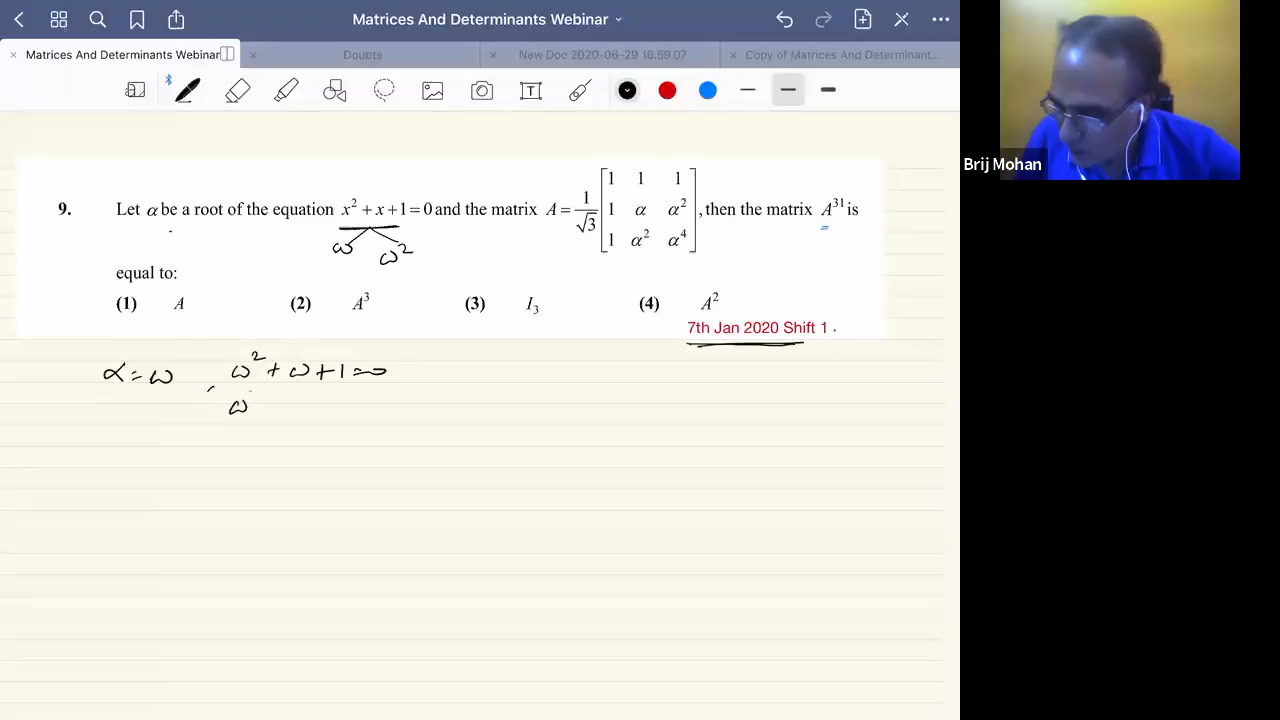 Matrices And Determinants Webinar
Matrices And Determinants Webinar
Doubts
New Doc 2020-06-29 18:59.07
Copy of Matrices And Determinant...
T
Brij Mohan
9. Let α be a root of the equation x² + x + 1 = 0 and the matrix A = 1/√3 [1 1 1; 1 α α²; 1 α² α⁴], then the matrix A³¹ is
ω ω²
equal to:
(1) A (2) A³ (3) I₃ (4) A²
7th Jan 2020 Shift 1
α = ω ω² + ω + 1 = 0
ω